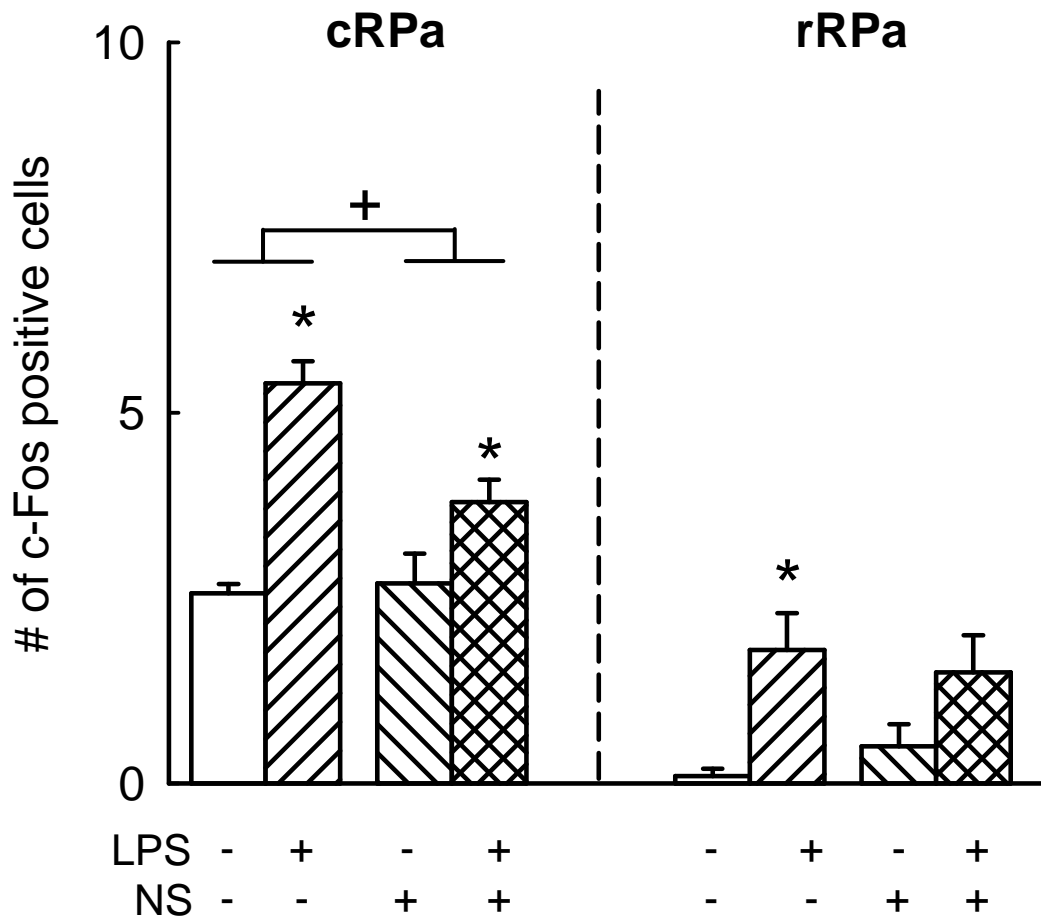 cRPa rRPa
10
5
0
# of c-Fos positive cells
+
*
*
*
LPS - + - + - + - +
NS - - + + - - + +